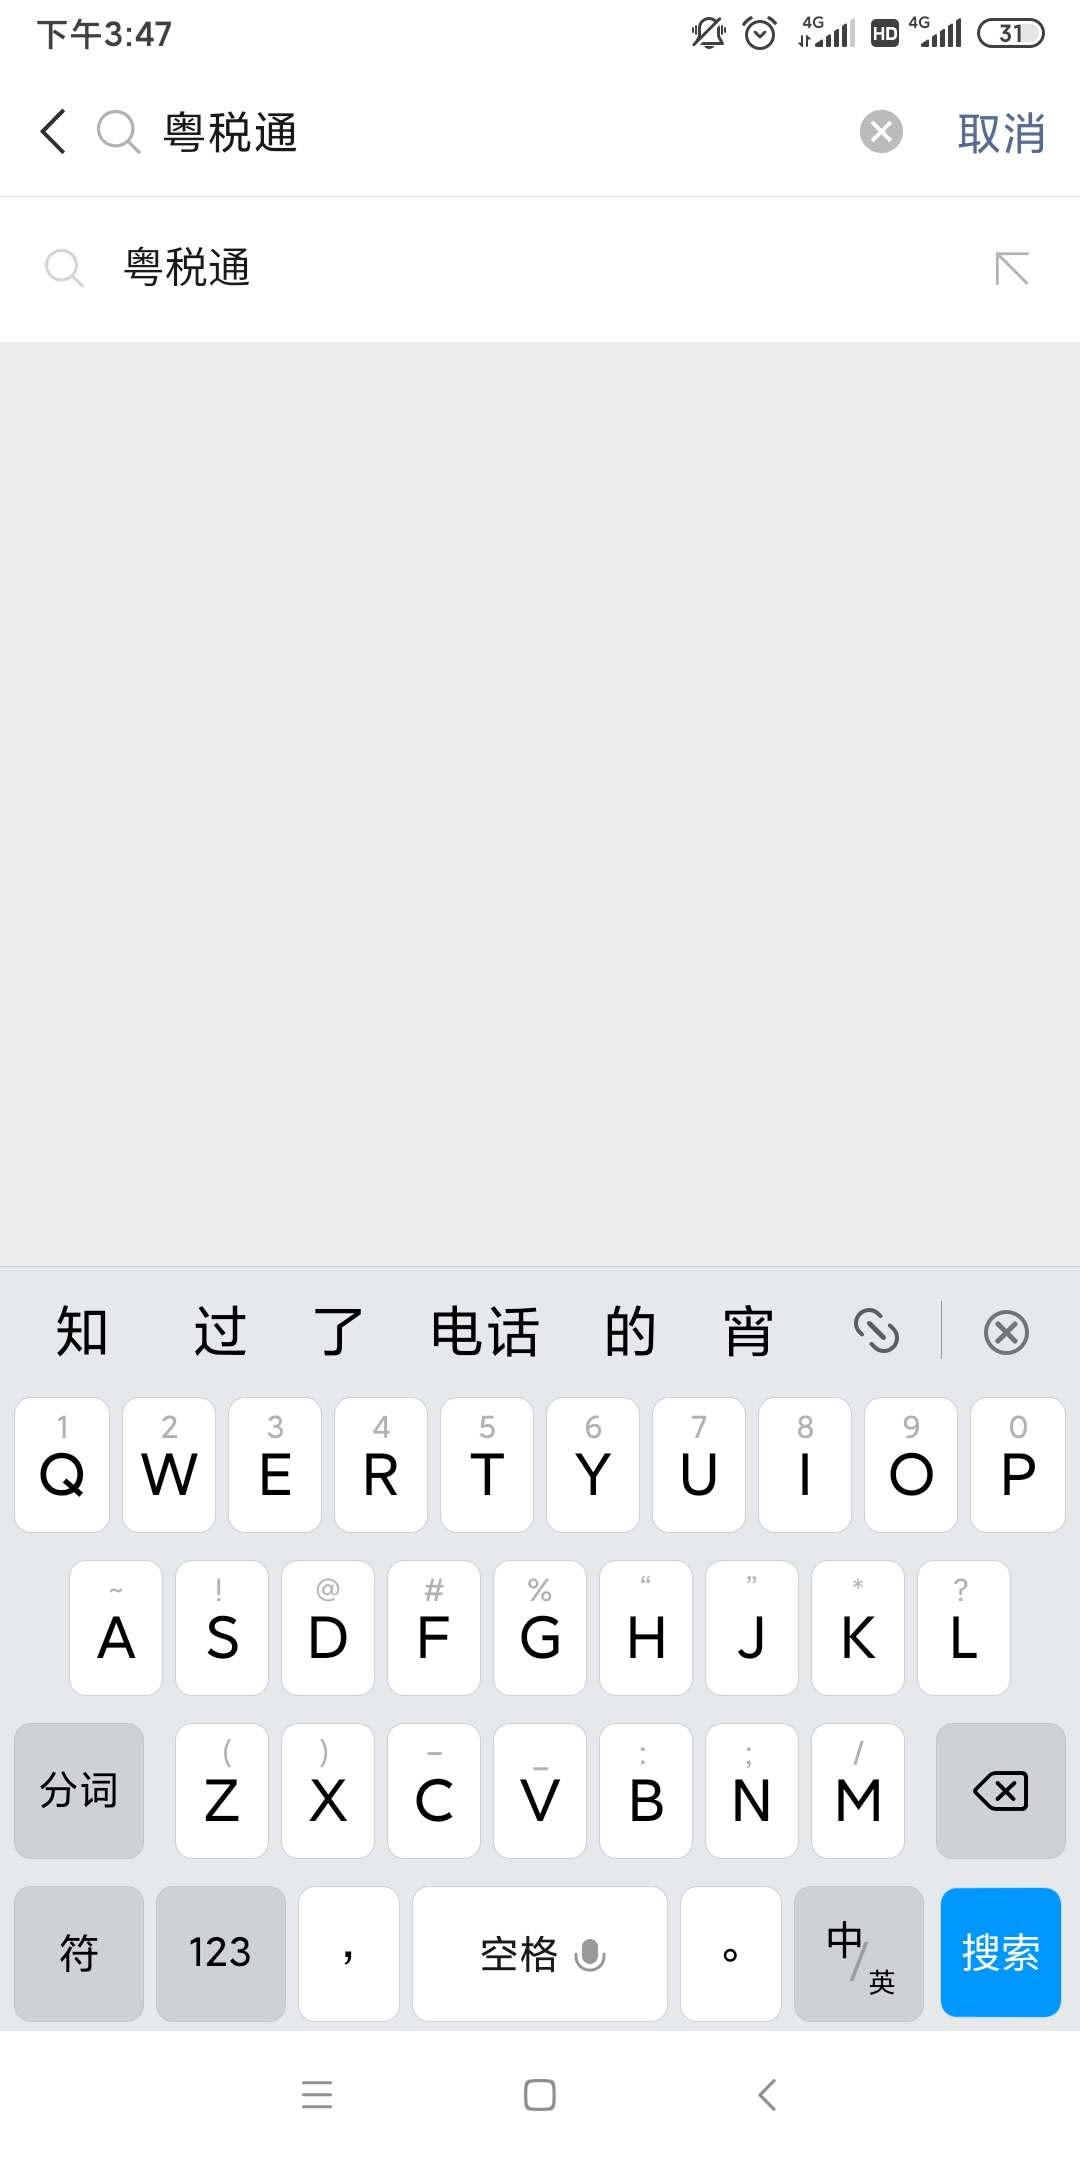 下午3:47 4G HD 4G 31
粤税通 取消
粤税通
知 过 了 电话 的 宵
1 2 3 4 5 6 7 8 9 0
Q W E R T Y U I O P
~ ! @ # % “ ” * ?
A S D F G H J K L
( ) - _ : ; /
分词 Z X C V B N M
符 123 ， 空格 。 中/英 搜索